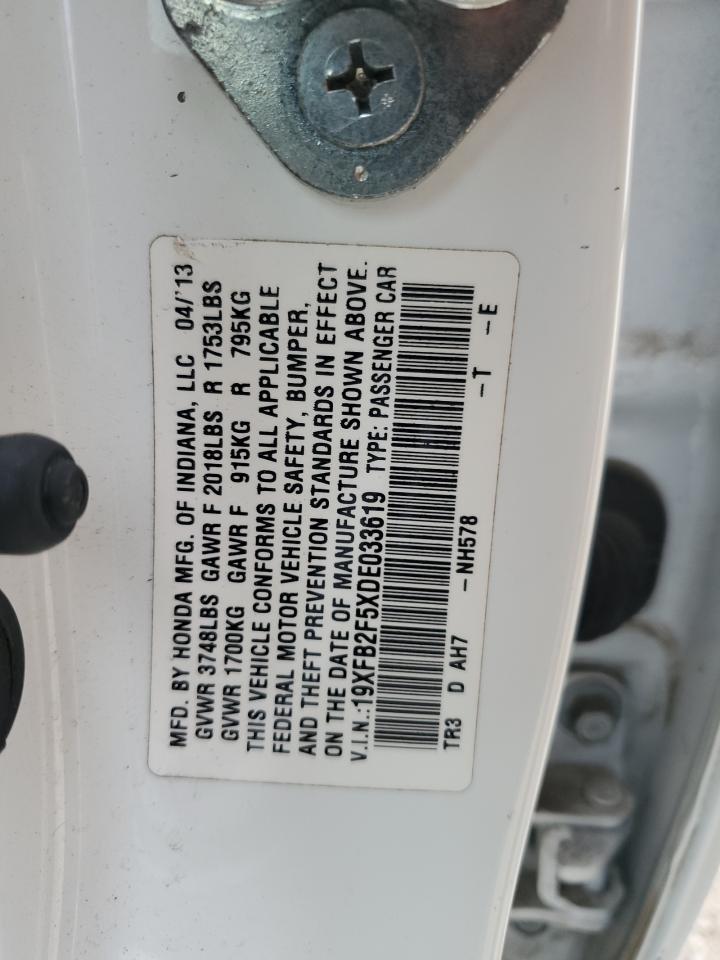 MFD. BY HONDA MFG. OF INDIANA, LLC 04/'13
GVWR 3748LBS GAWR F 2018LBS R 1753LBS
GVWR 1700KG GAWR F 915KG R 795KG
THIS VEHICLE CONFORMS TO ALL APPLICABLE
FEDERAL MOTOR VEHICLE SAFETY, BUMPER,
AND THEFT PREVENTION STANDARDS IN EFFECT
ON THE DATE OF MANUFACTURE SHOWN ABOVE.
V.I.N.:19XFB2F5XDE033619 TYPE: PASSENGER CAR
TR3 D AH7 -NH578 -T -E